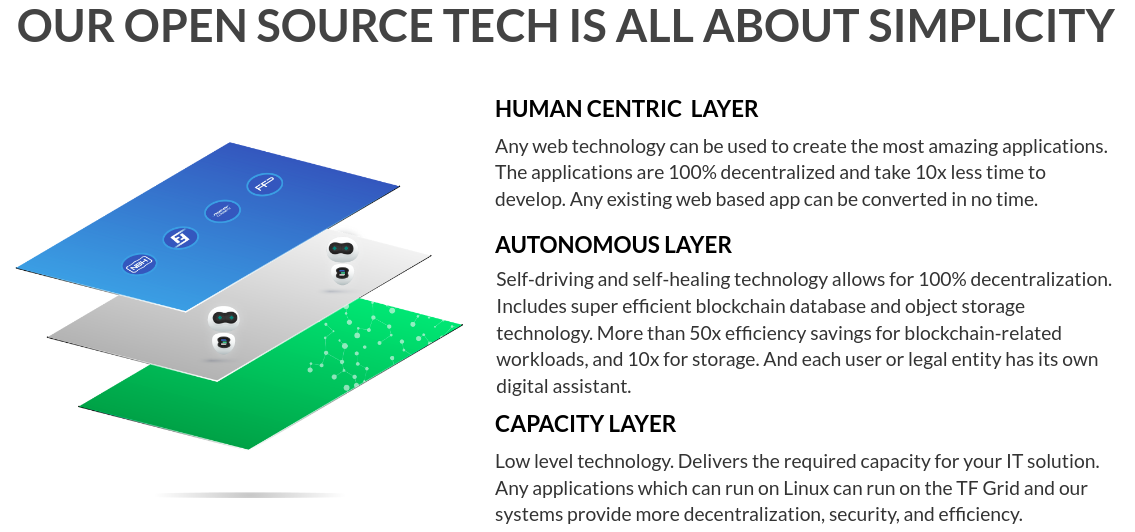 OUR OPEN SOURCE TECH IS ALL ABOUT SIMPLICITY
HUMAN CENTRIC LAYER
Any web technology can be used to create the most amazing applications.
The applications are 100% decentralized and take 10x less time to
develop. Any existing web based app can be converted in no time.
AUTONOMOUS LAYER
Self-driving and self-healing technology allows for 100% decentralization.
Includes super efficient blockchain database and object storage
technology. More than 50x efficiency savings for blockchain-related
workloads, and 10x for storage. And each user or legal entity has its own
digital assistant.
CAPACITY LAYER
Low level technology. Delivers the required capacity for your IT solution.
Any applications which can run on Linux can run on the TF Grid and our
systems provide more decentralization, security, and efficiency.